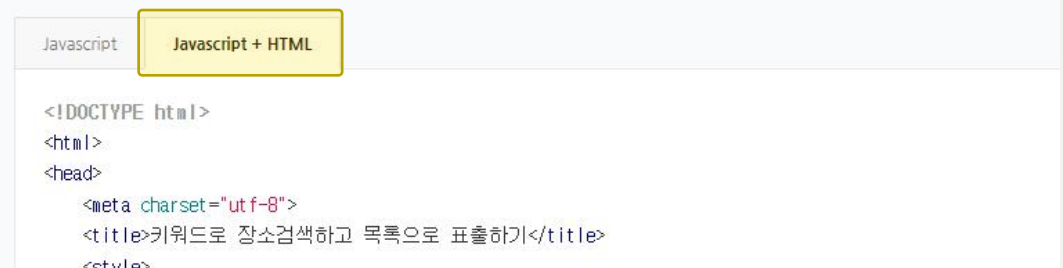 Javascript
Javascript + HTML
<!DOCTYPE html>
<html>
<head>
<meta charset="utf-8">
<title>키워드로 장소검색하고 목록으로 표출하기</title>
<style>